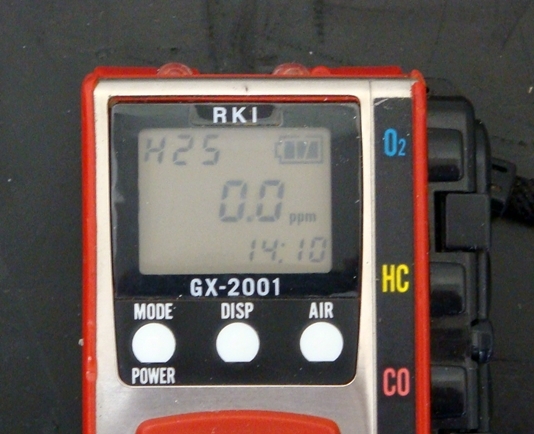 RKI
H2S
0.0 ppm
14:10
GX-2001
MODE DISP AIR
POWER
O2
HC
CO